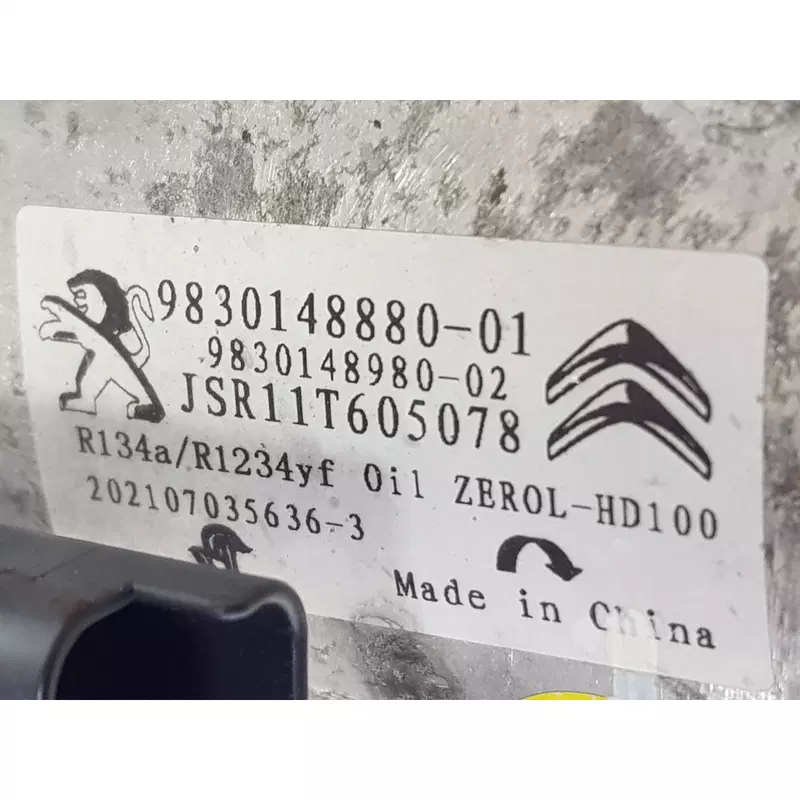 9830148880-01
9830148980-02
JSR11T605078
R134a/R1234yf Oil ZEROL-HD100
202107035636-3
Made in China